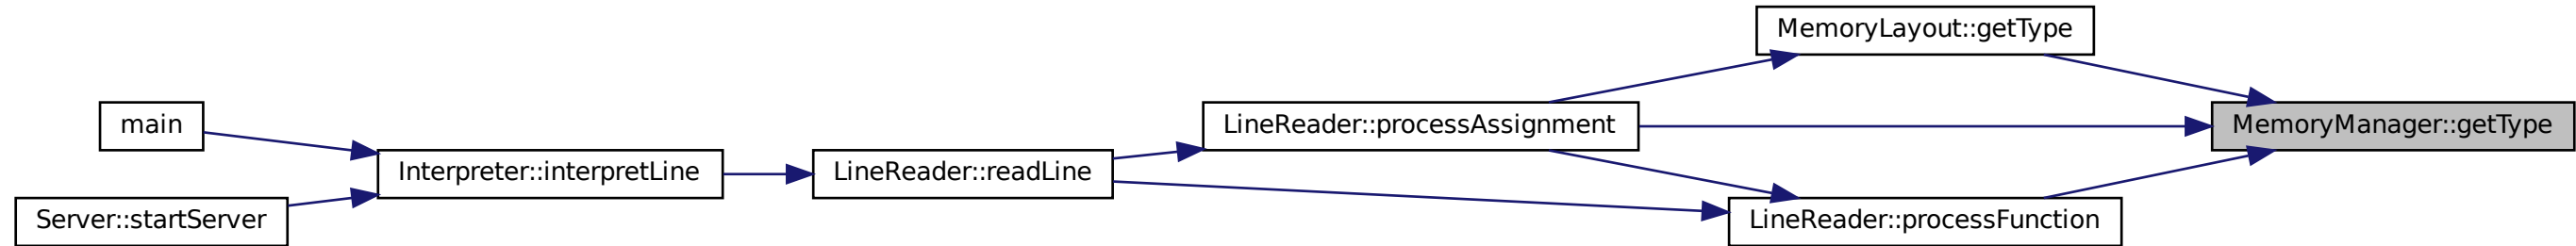 MemoryLayout::getType
main
LineReader::processAssignment
MemoryManager::getType
Interpreter::interpretLine
LineReader::readLine
Server::startServer
LineReader::processFunction